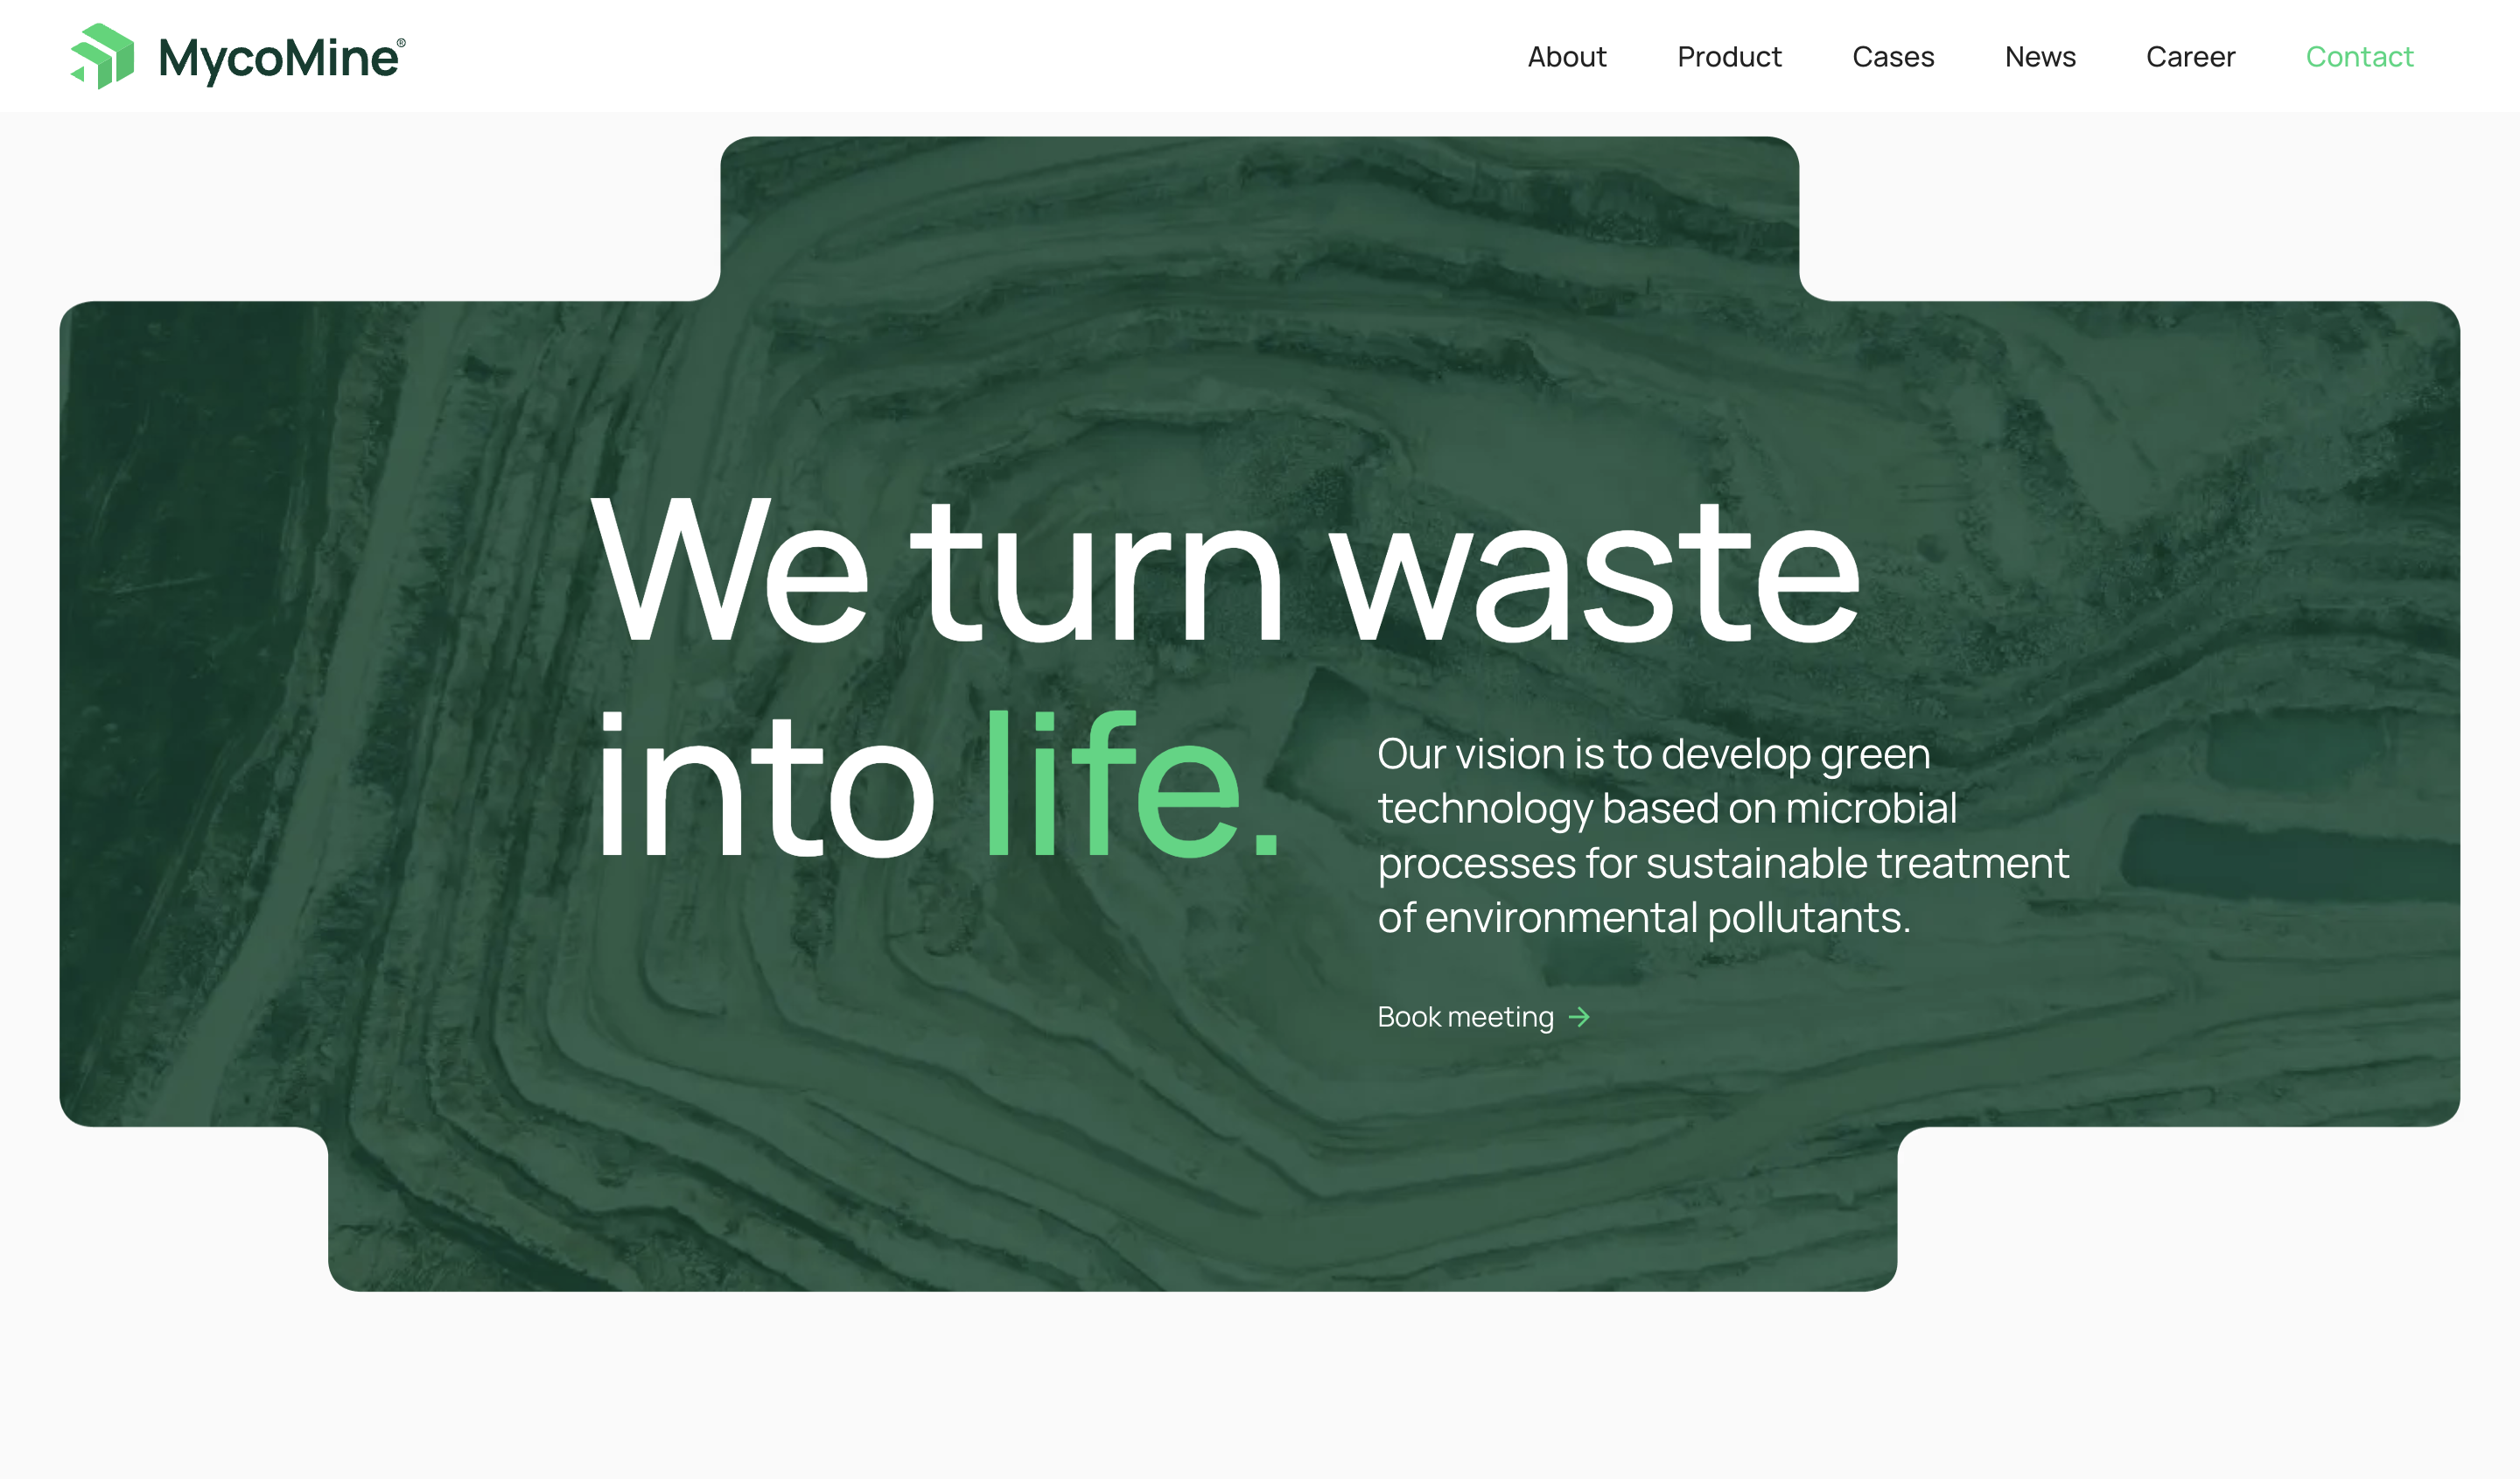 MycoMine®
About Product Cases News Career Contact
We turn waste
into life.
Our vision is to develop green
technology based on microbial
processes for sustainable treatment
of environmental pollutants.
Book meeting →